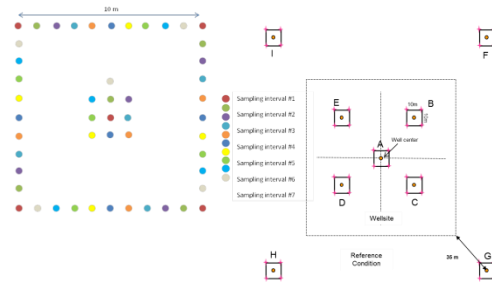 10 m
Sampling interval #1
Sampling interval #2
Sampling interval #3
Sampling interval #4
Sampling interval #5
Sampling interval #6
Sampling interval #7
I
F
E
B
10m
10m
A
Well center
D
C
Wellsite
H
Reference
Condition
35 m
G